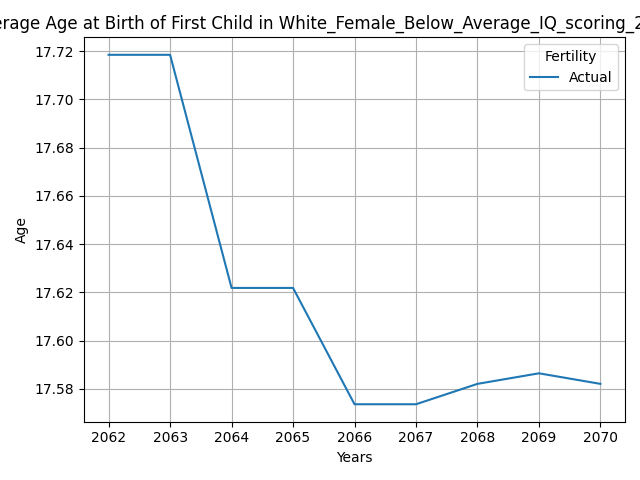 Average Age at Birth of First Child in White_Female_Below_Average_IQ_scoring_2
17.72
17.70
17.68
17.66
17.64
17.62
17.60
17.58
Age
Fertility
Actual
2062 2063 2064 2065 2066 2067 2068 2069 2070
Years